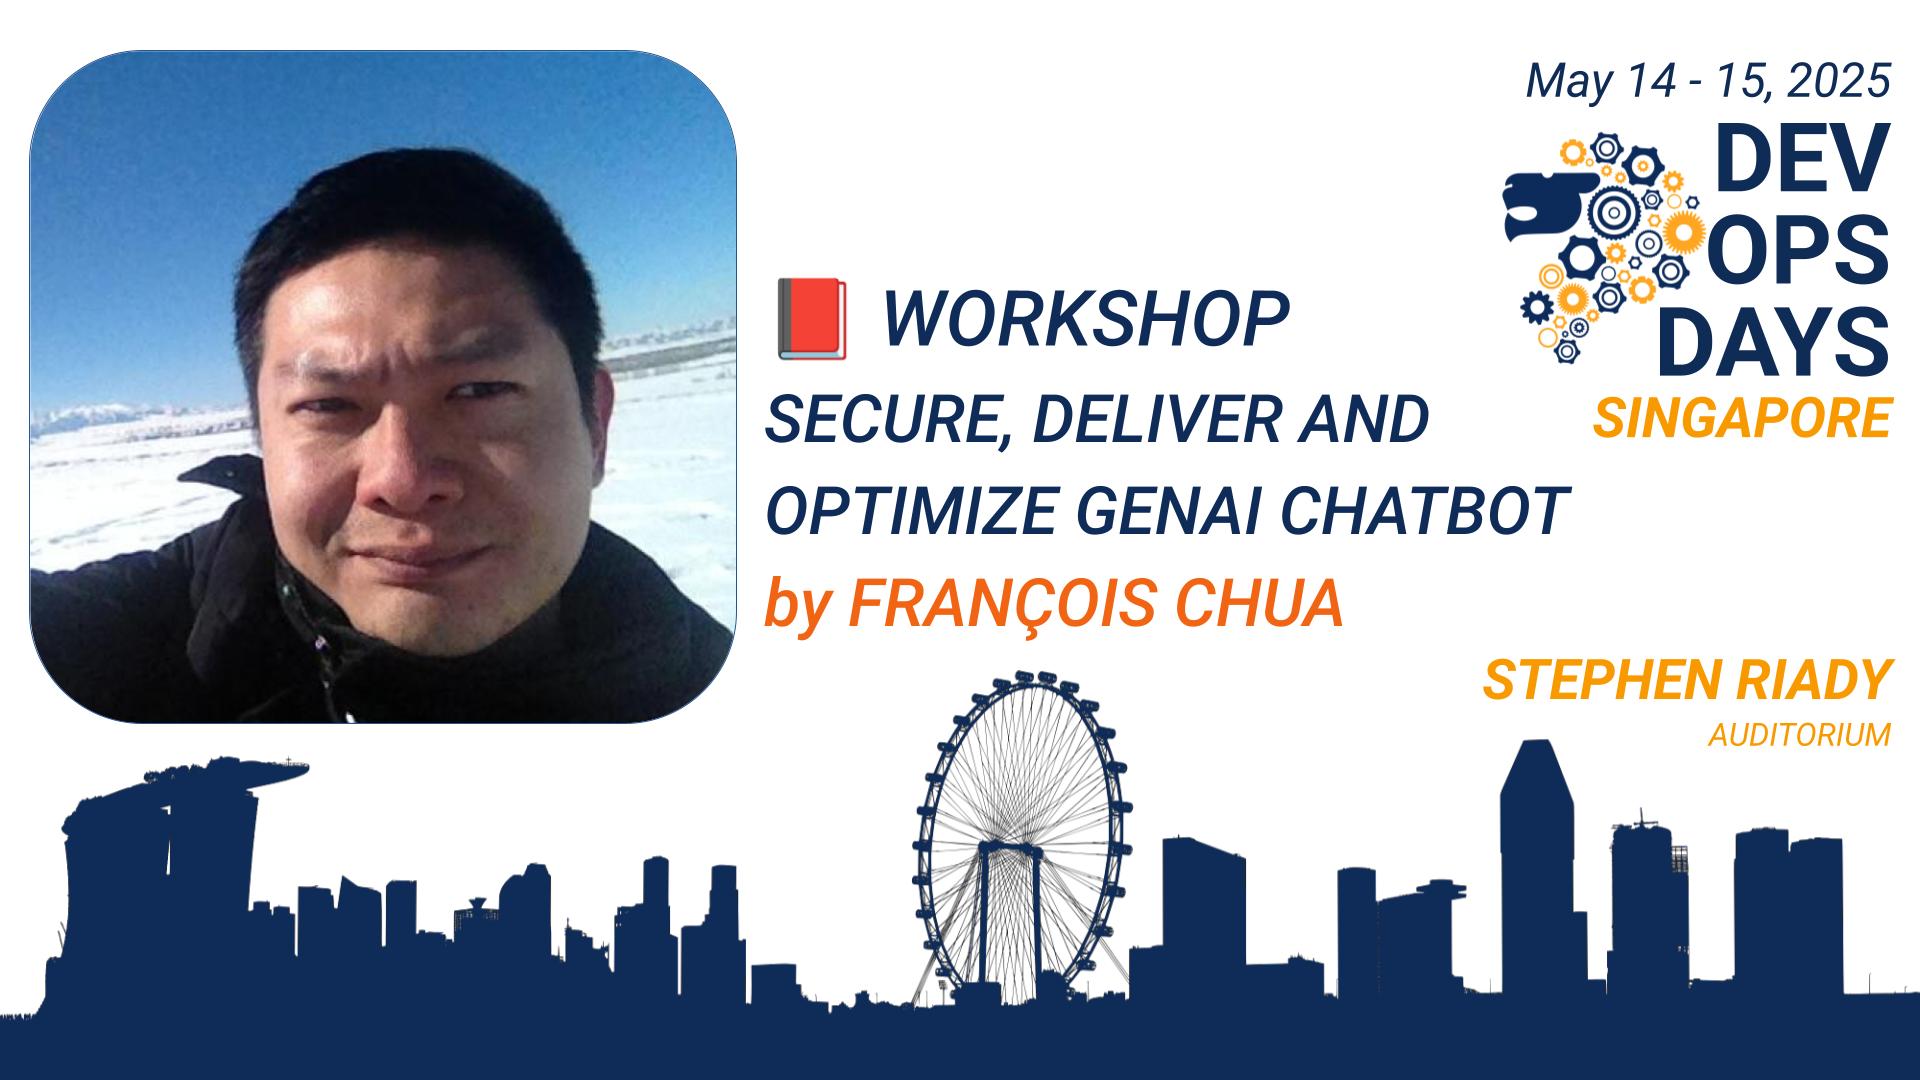 May 14 - 15, 2025
DEV
OPS
DAYS
SINGAPORE
WORKSHOP
SECURE, DELIVER AND
OPTIMIZE GENAI CHATBOT
by FRANÇOIS CHUA
STEPHEN RIADY
AUDITORIUM